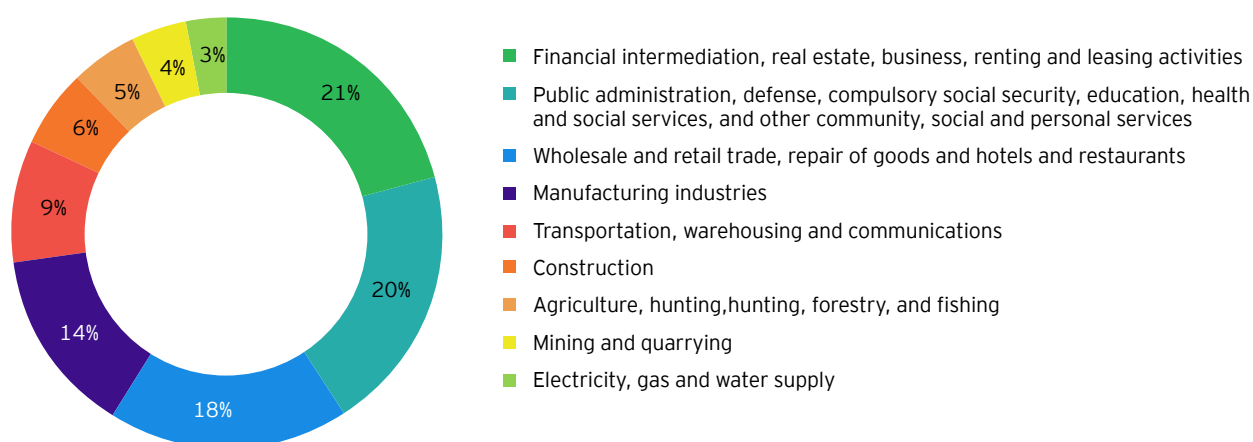 3%
4%
21%
5%
6%
9%
20%
14%
18%
Financial intermediation, real estate, business, renting and leasing activities
Public administration, defense, compulsory social security, education, health
and social services, and other community, social and personal services
Wholesale and retail trade, repair of goods and hotels and restaurants
Manufacturing industries
Transportation, warehousing and communications
Construction
Agriculture, hunting,hunting, forestry, and fishing
Mining and quarrying
Electricity, gas and water supply